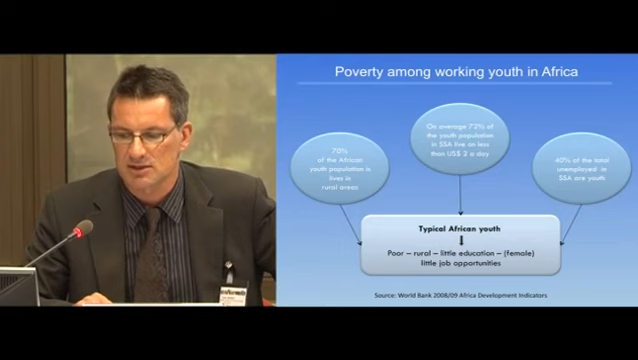 Poverty among working youth in Africa
70%
of the African
youth population is
lives in
rural areas
On average 72% of
the youth population
in SSA live on less
than US$ 2 a day
40% of the total
unemployed in
SSA are youth
Typical African youth
Poor – rural – little education – (female)
little job opportunities
Source: World Bank 2008/09 Africa Development Indicators